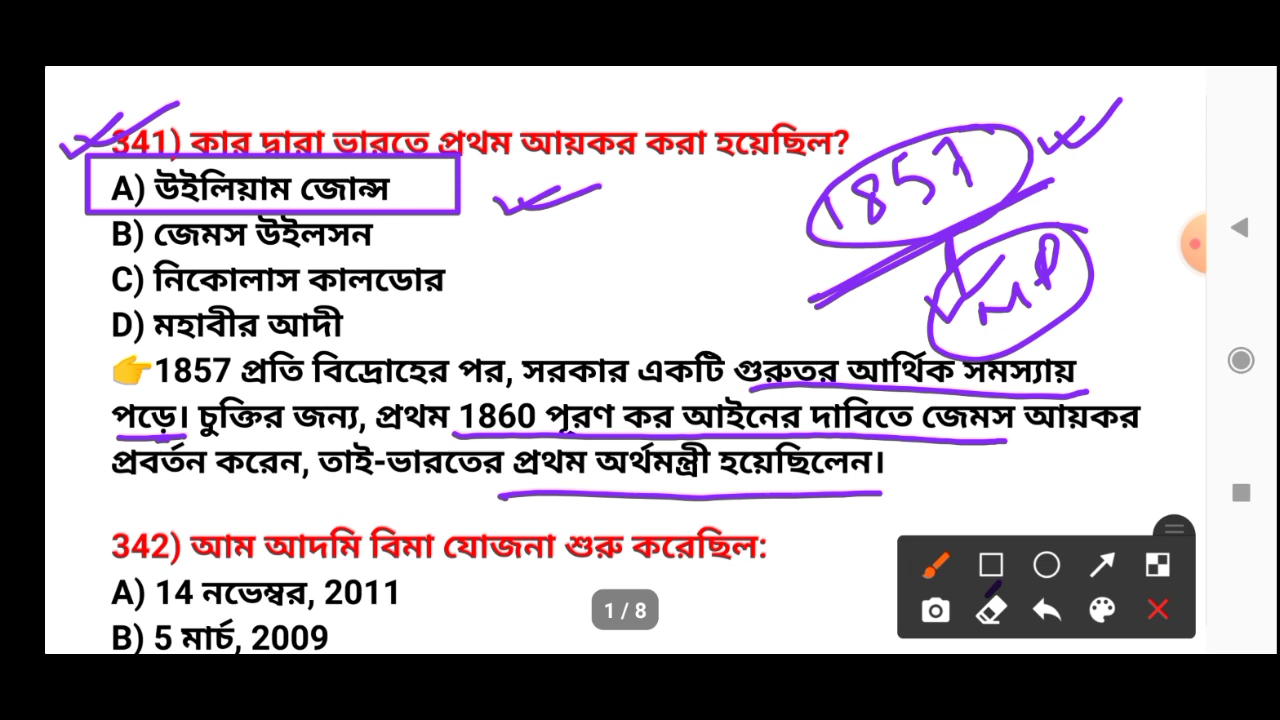 341) কার দ্বারা ভারতে প্রথম আয়কর করা হয়েছিল?
A) উইলিয়াম জোন্স
B) জেমস উইলসন
C) নিকোলাস কালডোর
D) মহাবীর আদী
👉1857 প্রতি বিদ্রোহের পর, সরকার একটি গুরুতর আর্থিক সমস্যায়
পড়ে। চুক্তির জন্য, প্রথম 1860 পূরণ কর আইনের দাবিতে জেমস আয়কর
প্রবর্তন করেন, তাই-ভারতের প্রথম অর্থমন্ত্রী হয়েছিলেন।
1857
342) আম আদমি বিমা যোজনা শুরু করেছিল:
A) 14 নভেম্বর, 2011
B) 5 মার্চ, 2009
1 / 8